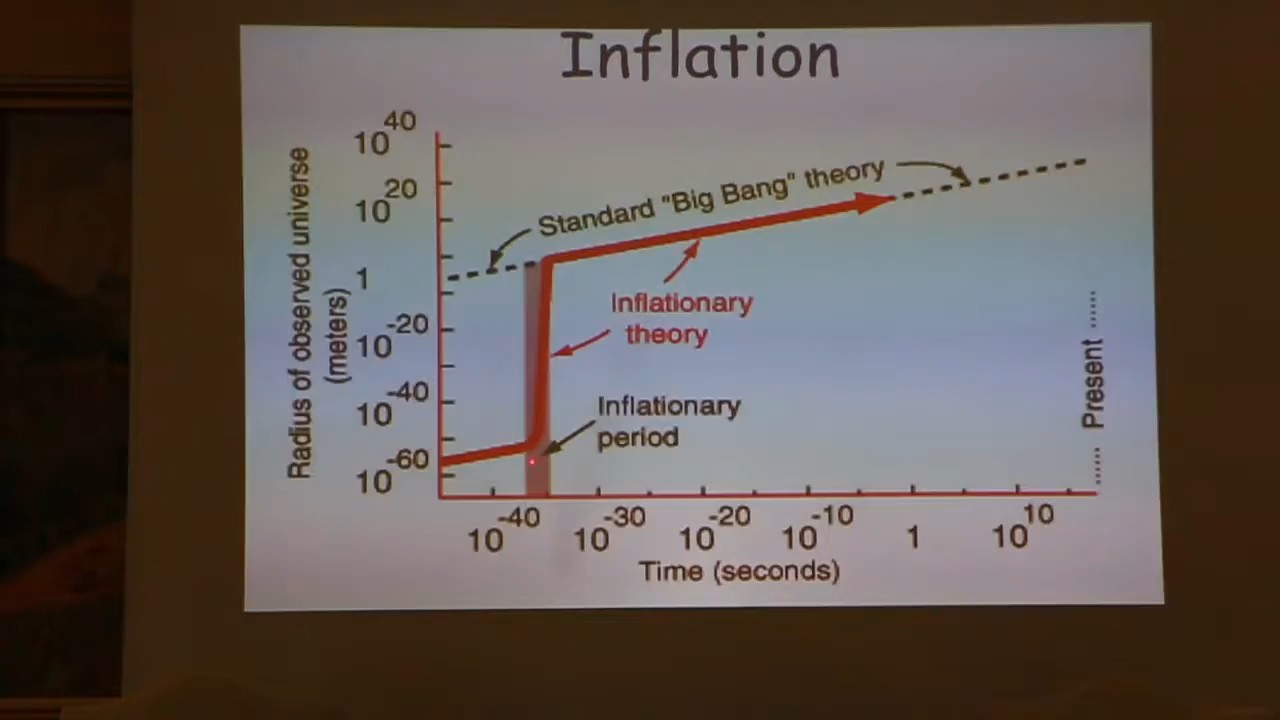 Inflation
Radius of observed universe
(meters)
10^40
10^20
1
10^-20
10^-40
10^-60
Standard "Big Bang" theory
Inflationary
theory
Inflationary
period
Present
10^-40
10^-30
10^-20
10^-10
1
10^10
Time (seconds)